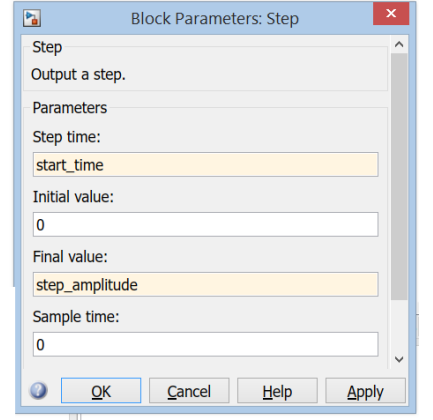 Block Parameters: Step
Step
Output a step.
Parameters
Step time:
start_time
Initial value:
0
Final value:
step_amplitude
Sample time:
0
OK Cancel Help Apply